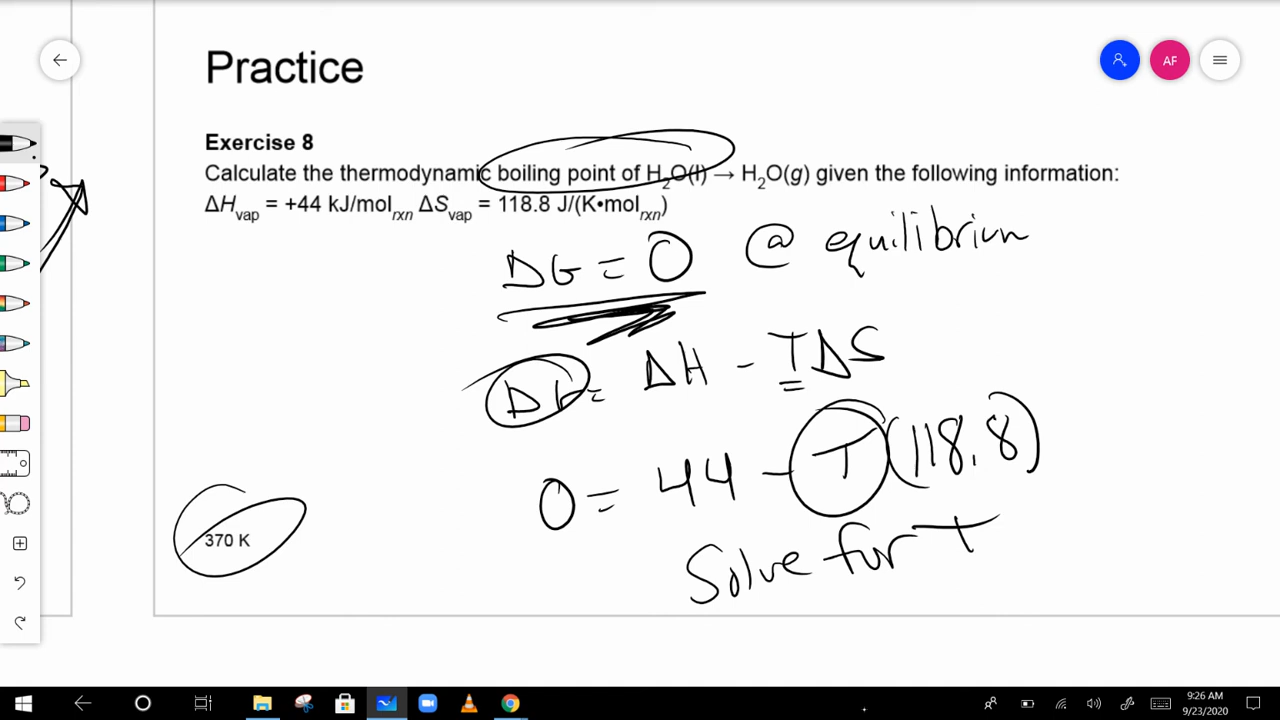 Practice
AF
Exercise 8
Calculate the thermodynamic boiling point of H₂O(l) → H₂O(g) given the following information:
ΔHvap = +44 kJ/molrxn ΔSvap = 118.8 J/(K•molrxn)
ΔG = 0 @ equilibrium
ΔG = ΔH - TΔS
0 = 44 - T(118.8)
370 K
Solve for T
9:26 AM
9/23/2020